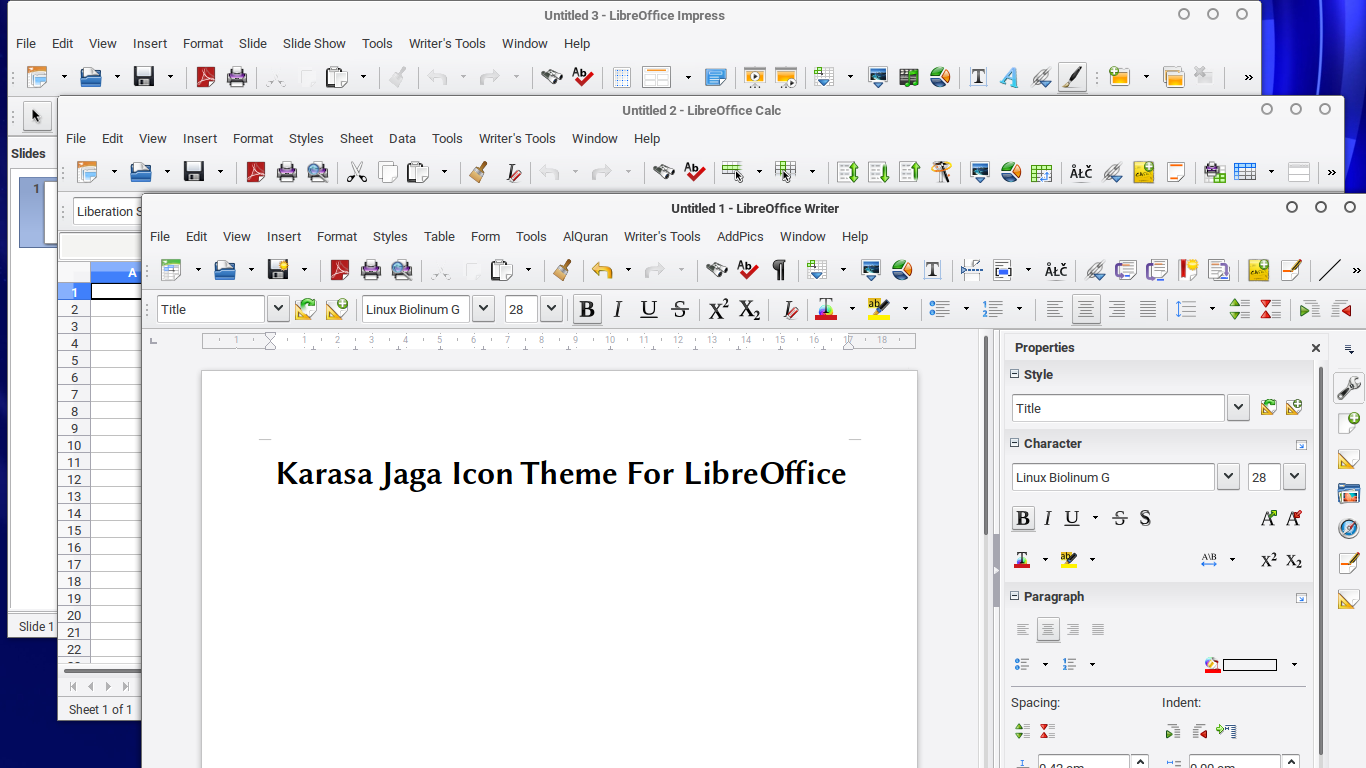 Untitled 3 - LibreOffice Impress
File Edit View Insert Format Slide Slide Show Tools Writer's Tools Window Help
Slides
1
Slide 1
Untitled 2 - LibreOffice Calc
File Edit View Insert Format Styles Sheet Data Tools Writer's Tools Window Help
Liberation S
A
1
2
3
4
5
6
7
8
9
10
11
12
13
14
15
16
17
18
19
20
21
22
Sheet 1 of 1
Untitled 1 - LibreOffice Writer
File Edit View Insert Format Styles Table Form Tools AlQuran Writer's Tools AddPics Window Help
Title Linux Biolinum G 28
1 1 2 3 4 5 6 7 8 9 10 11 12 13 14 15 16 17 18
Karasa Jaga Icon Theme For LibreOffice
Properties
Style
Title
Character
Linux Biolinum G 28
Paragraph
Spacing: Indent: